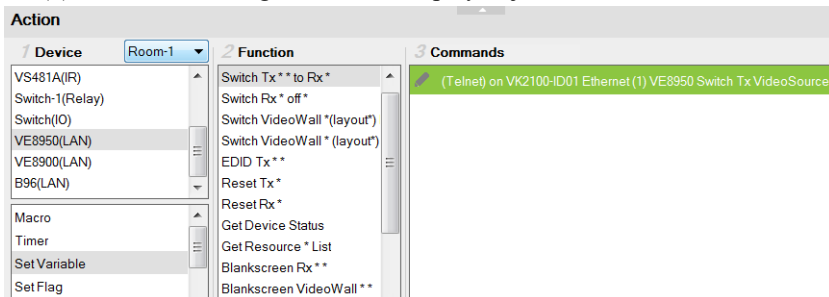 Action
1 Device
Room-1
2 Function
3 Commands
VS481A(IR)
Switch-1(Relay)
Switch(IO)
VE8950(LAN)
VE8900(LAN)
B96(LAN)
Macro
Timer
Set Variable
Set Flag
Switch Tx * * to Rx *
Switch Rx * off *
Switch VideoWall *(layout*)
Switch VideoWall * (layout*)
EDID Tx * *
Reset Tx *
Reset Rx *
Get Device Status
Get Resource * List
Blankscreen Rx * *
Blankscreen VideoWall * *
(Telnet) on VK2100-ID01 Ethernet (1) VE8950 Switch Tx VideoSource